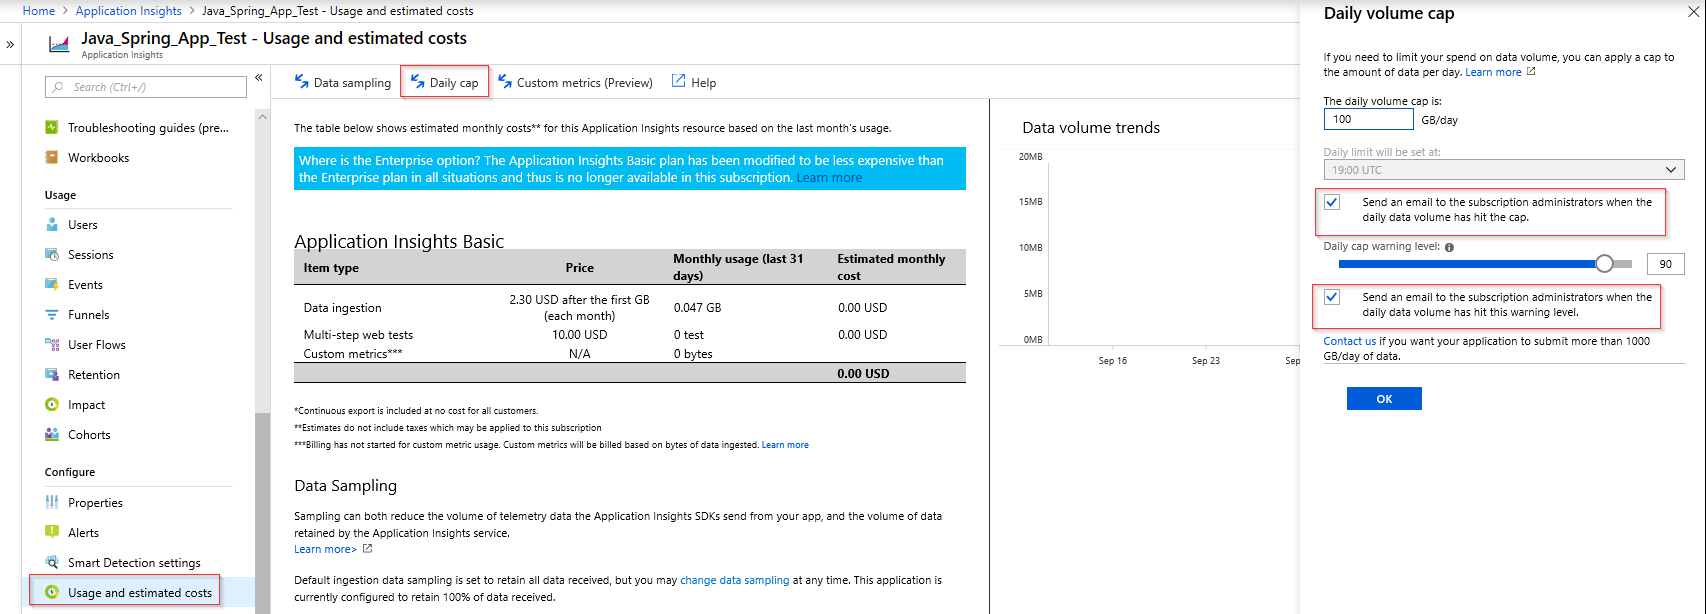 Home > Application Insights > Java_Spring_App_Test - Usage and estimated costs
Java_Spring_App_Test - Usage and estimated costs
Application Insights
Search (Ctrl+/)
Troubleshooting guides (pre...
Workbooks
Usage
Users
Sessions
Events
Funnels
User Flows
Retention
Impact
Cohorts
Configure
Properties
Alerts
Smart Detection settings
Usage and estimated costs
Data sampling
Daily cap
Custom metrics (Preview)
Help
The table below shows estimated monthly costs** for this Application Insights resource based on the last month's usage.
Where is the Enterprise option? The Application Insights Basic plan has been modified to be less expensive than
the Enterprise plan in all situations and thus is no longer available in this subscription. Learn more
Application Insights Basic
Item type Price Monthly usage (last 31 days) Estimated monthly cost
Data ingestion 2.30 USD after the first GB (each month) 0.047 GB 0.00 USD
Multi-step web tests 10.00 USD 0 test 0.00 USD
Custom metrics*** N/A 0 bytes
0.00 USD
*Continuous export is included at no cost for all customers.
**Estimates do not include taxes which may be applied to this subscription
***Billing has not started for custom metric usage. Custom metrics will be billed based on bytes of data ingested. Learn more
Data Sampling
Sampling can both reduce the volume of telemetry data the Application Insights SDKs send from your app, and the volume of data
retained by the Application Insights service.
Learn more>
Default ingestion data sampling is set to retain all data received, but you may change data sampling at any time. This application is
currently configured to retain 100% of data received.
Data volume trends
20MB
15MB
10MB
5MB
0MB
Sep 16 Sep 23 Sep
Daily volume cap
If you need to limit your spend on data volume, you can apply a cap to
the amount of data per day. Learn more
The daily volume cap is:
100 GB/day
Daily limit will be set at:
19:00 UTC
Send an email to the subscription administrators when the
daily data volume has hit the cap.
Daily cap warning level:
90
Send an email to the subscription administrators when the
daily data volume has hit this warning level.
Contact us if you want your application to submit more than 1000
GB/day of data.
OK